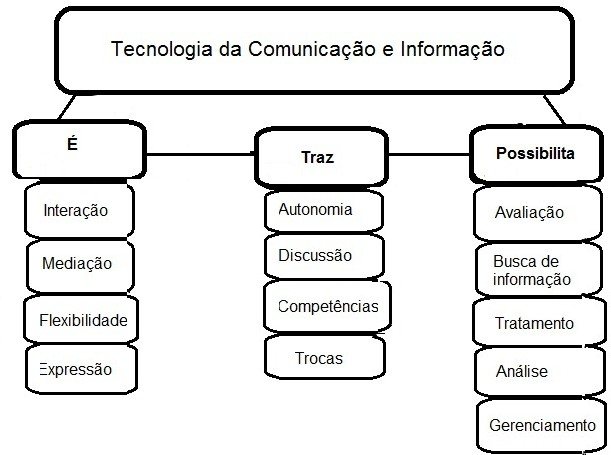 Tecnologia da Comunicação e Informação
É
Interação
Mediação
Flexibilidade
Expressão
Traz
Autonomia
Discussão
Competências
Trocas
Possibilita
Avaliação
Busca de
informação
Tratamento
Análise
Gerenciamento